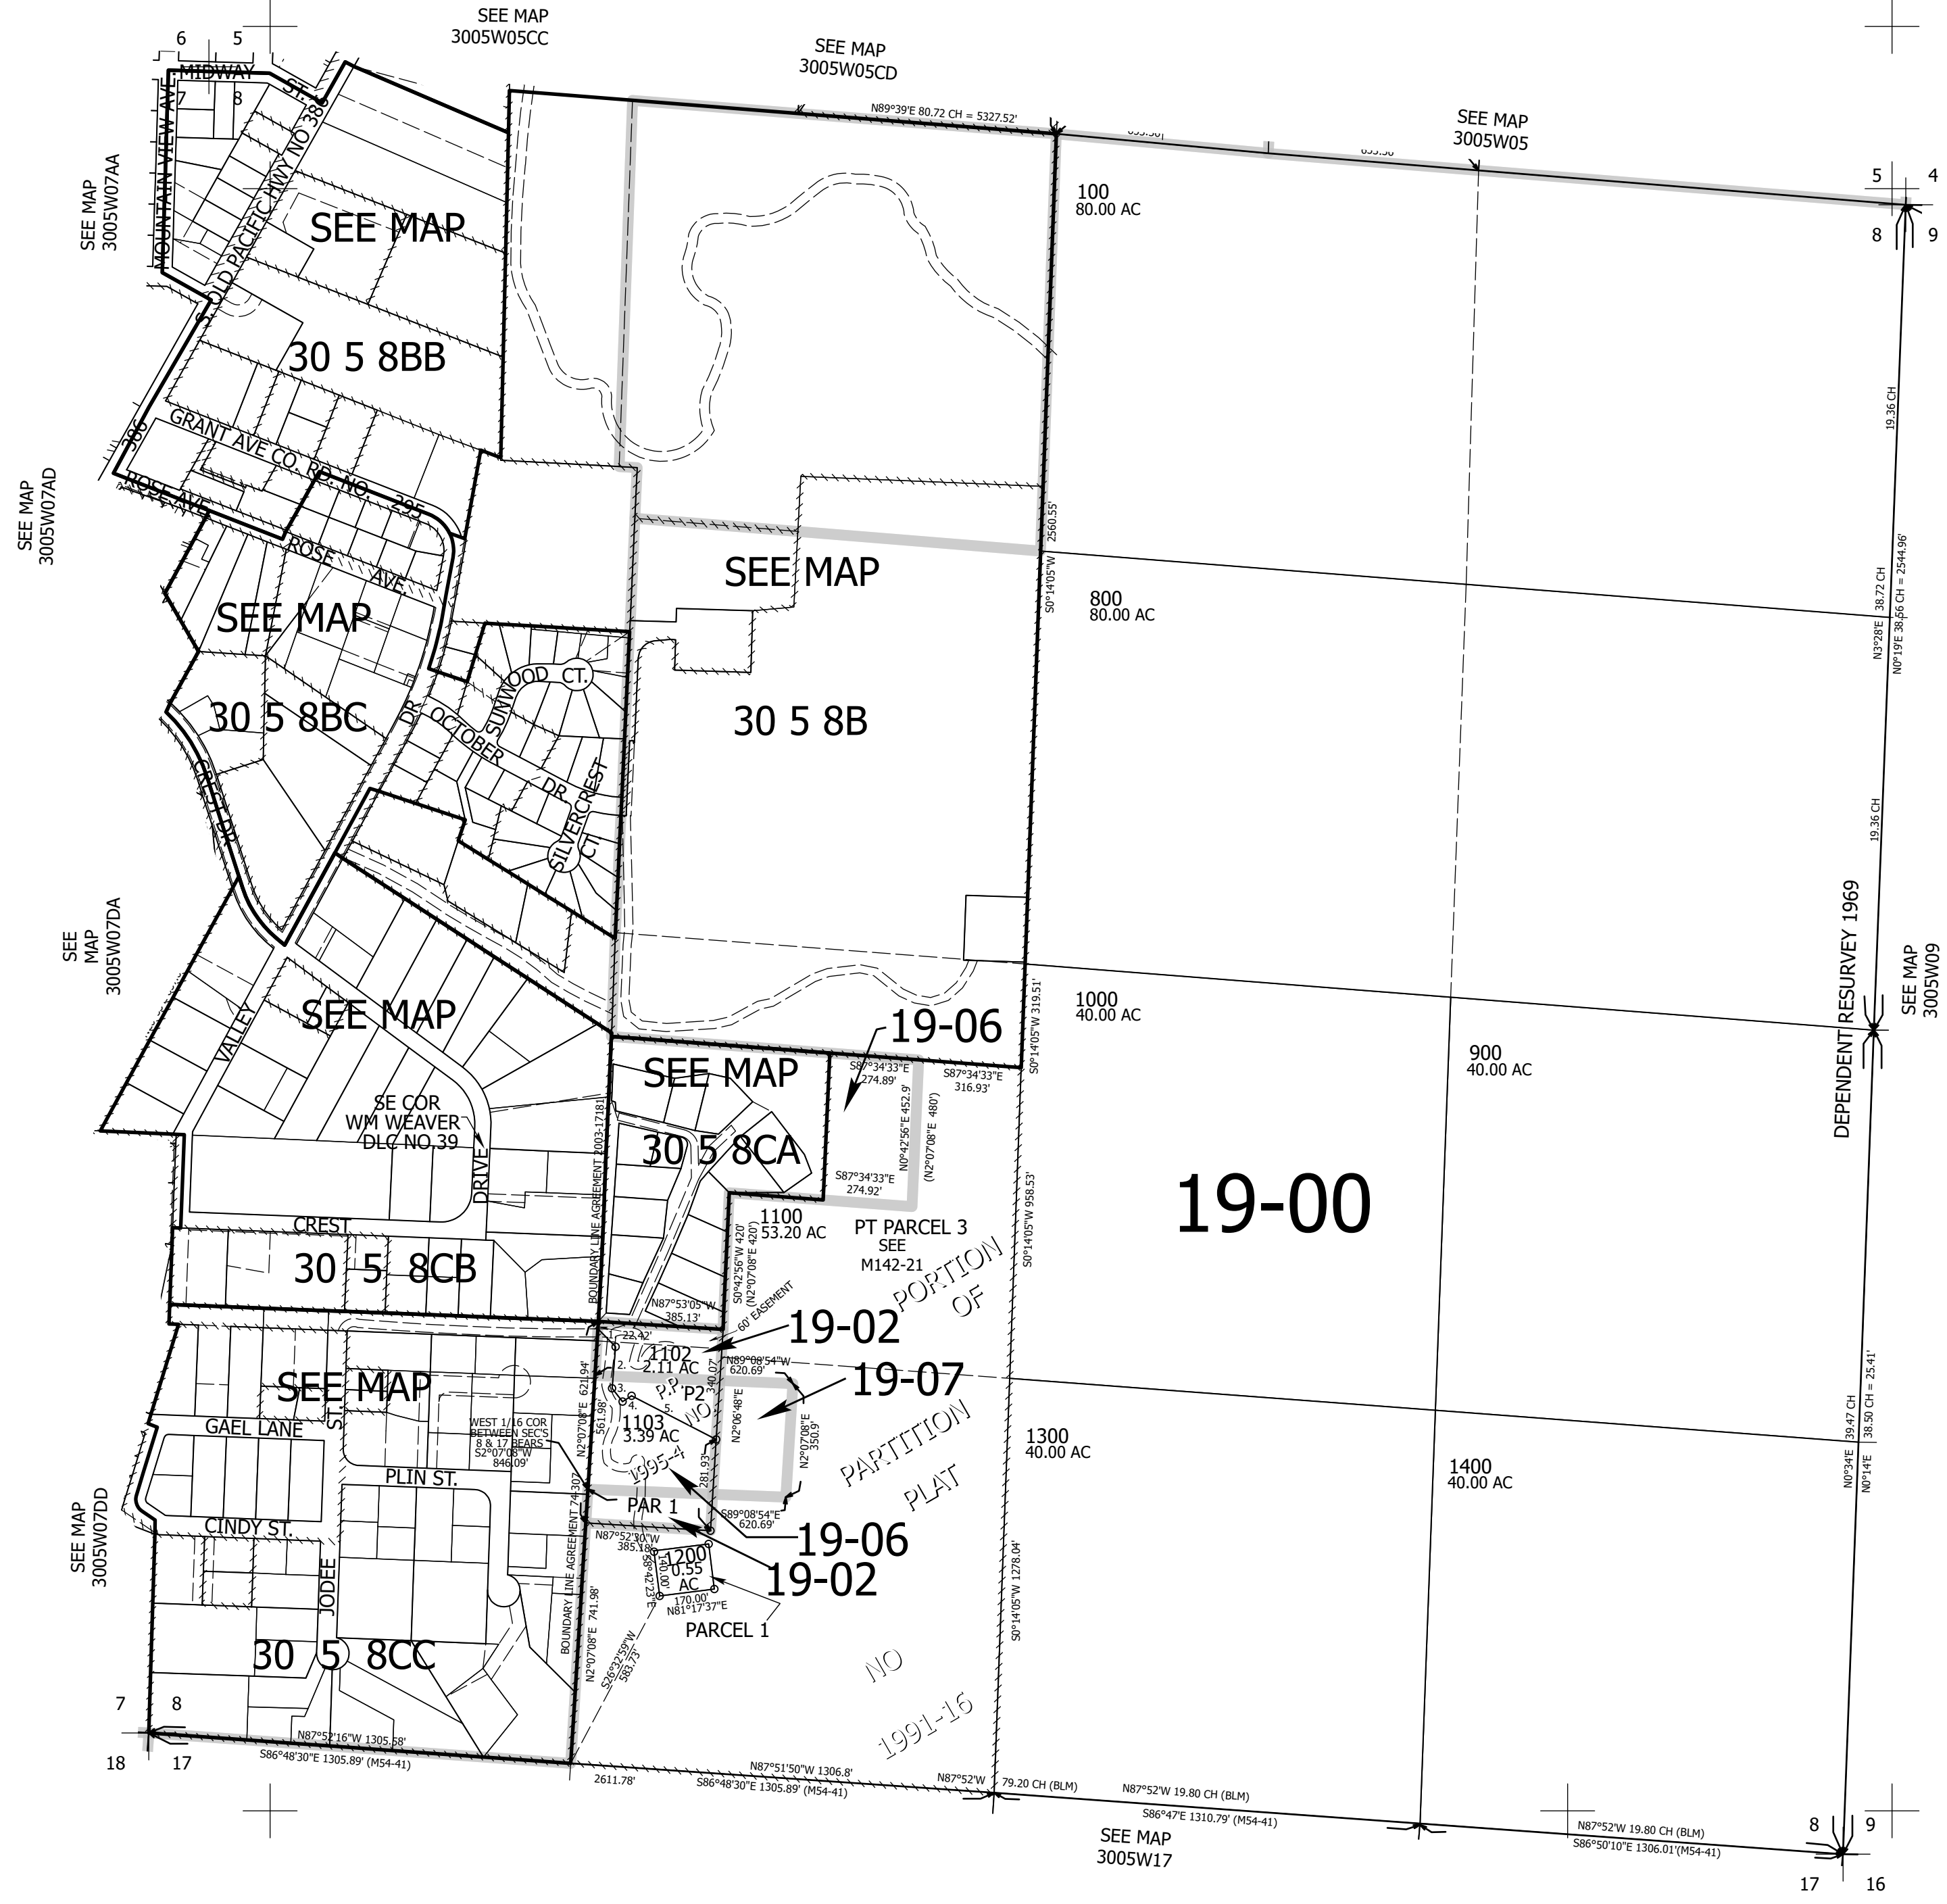 SEE MAP
3005W05CC
SEE MAP
3005W05CD
SEE MAP
3005W05
6 5
7 8
MIDWAY ST.
MOUNTAIN VIEW AVE
S. OLD PACIFIC HWY NO 386
386
N89°39'E 80.72 CH = 5327.52'
5 4
8 9
100
80.00 AC
SEE MAP
3005W07AA
SEE MAP
30 5 8BB
GRANT AVE CO. RD. NO. 295
ROSE AVE
ROSE AVE.
SEE MAP
3005W07AD
SEE MAP
30 5 8BC
DR
CREST DR
OCTOBER DR.
SUNWOOD CT.
SILVERCREST CT.
SEE MAP
30 5 8B
S0°14'05"W 2560.55'
800
80.00 AC
19.36 CH
N3°28'E 38.72 CH
N0°19'E 38.56 CH = 2544.96'
19.36 CH
DEPENDENT RESURVEY 1969
SEE MAP
3005W09
SEE
MAP
3005W07DA
VALLEY
SEE MAP
SE COR
WM WEAVER
DLC NO.39
DRIVE
CREST
30 5 8CB
BOUNDARY LINE AGREEMENT 2003-17181
SEE MAP
30 5 8CA
19-06
S87°34'33"E
274.89'
S87°34'33"E
316.93'
S0°14'05"W 319.51'
N0°42'56"E 452.9'
(N2°07'08"E 480')
S87°34'33"E
274.92'
1000
40.00 AC
900
40.00 AC
19-00
1100
53.20 AC
PT PARCEL 3
SEE
M142-21
S0°42'56"W 420'
(N2°07'08"E 420')
S0°14'05"W 958.53'
N87°53'05"W
385.13'
60' EASEMENT
PORTION
OF
PARTITION
PLAT
NO
1991-16
19-02
1. 22.42'
1102
2.11 AC
2.
3.
4.
5.
P.P.
P2
NO.
1995-4
340.07'
N89°08'54"W
620.69'
19-07
1103
3.39 AC
N2°07'08"E 621.94'
561.98'
N2°06'48"E
281.93'
N2°07'08"E
350.9'
PAR 1
S89°08'54"E
620.69'
19-06
19-02
N87°52'30"W
385.18'
1200
0.55
AC
140.00'
S8°42'23"E
170.00'
N81°17'37"E
PARCEL 1
S26°32'59"W
583.73'
BOUNDARY LINE AGREEMENT 74-307
N2°07'08"E 741.98'
1300
40.00 AC
S0°14'05"W 1278.04'
1400
40.00 AC
N0°34'E 39.47 CH
N0°14'E 38.50 CH = 25.41'
SEE MAP
GAEL LANE
ST.
WEST 1/16 COR
BETWEEN SEC'S
8 & 17 BEARS
S2°07'08"W
846.09'
PLIN ST.
CINDY ST.
JODEE
SEE MAP
3005W07DD
30 5 8CC
7 8
18 17
N87°52'16"W 1305.58'
S86°48'30"E 1305.89' (M54-41)
2611.78'
N87°51'50"W 1306.8'
S86°48'30"E 1305.89' (M54-41)
N87°52'W 79.20 CH (BLM)
N87°52'W 19.80 CH (BLM)
S86°47'E 1310.79' (M54-41)
N87°52'W 19.80 CH (BLM)
S86°50'10"E 1306.01'(M54-41)
SEE MAP
3005W17
8 9
17 16